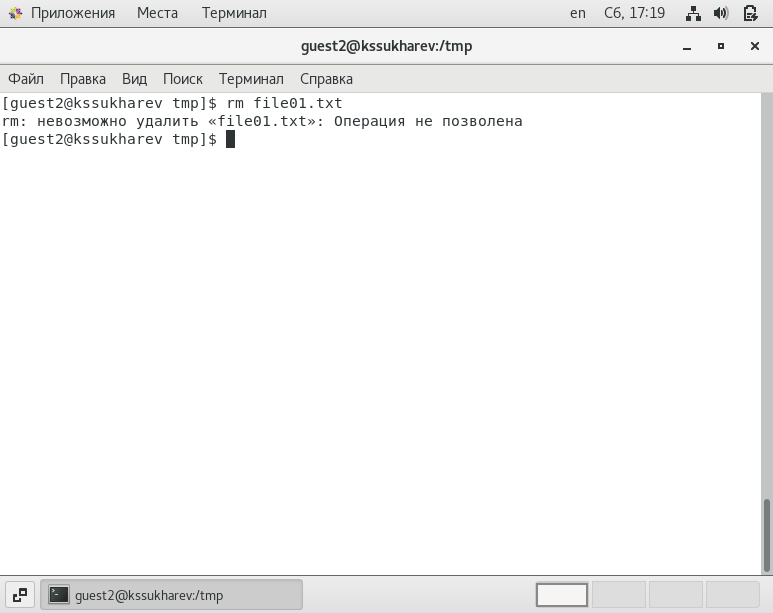 Приложения Места Терминал en Сб, 17:19
guest2@kssukharev:/tmp
Файл Правка Вид Поиск Терминал Справка
[guest2@kssukharev tmp]$ rm file01.txt
rm: невозможно удалить «file01.txt»: Операция не позволена
[guest2@kssukharev tmp]$
guest2@kssukharev:/tmp